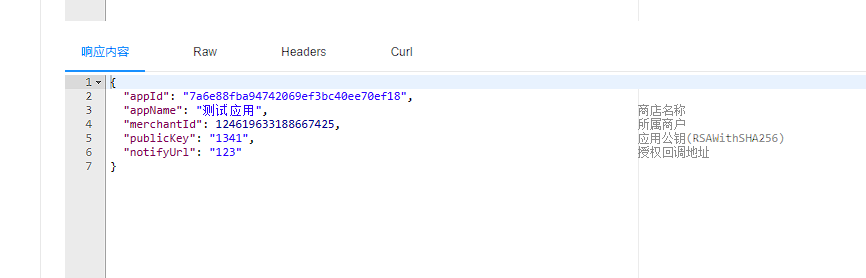 响应内容 Raw Headers Curl
1 {
2 "appId": "7a6e88fba94742069ef3bc40ee70ef18",
3 "appName": "测试应用", 商店名称
4 "merchantId": 124619633188667425, 所属商户
5 "publicKey": "1341", 应用公钥(RSAWithSHA256)
6 "notifyUrl": "123" 授权回调地址
7 }